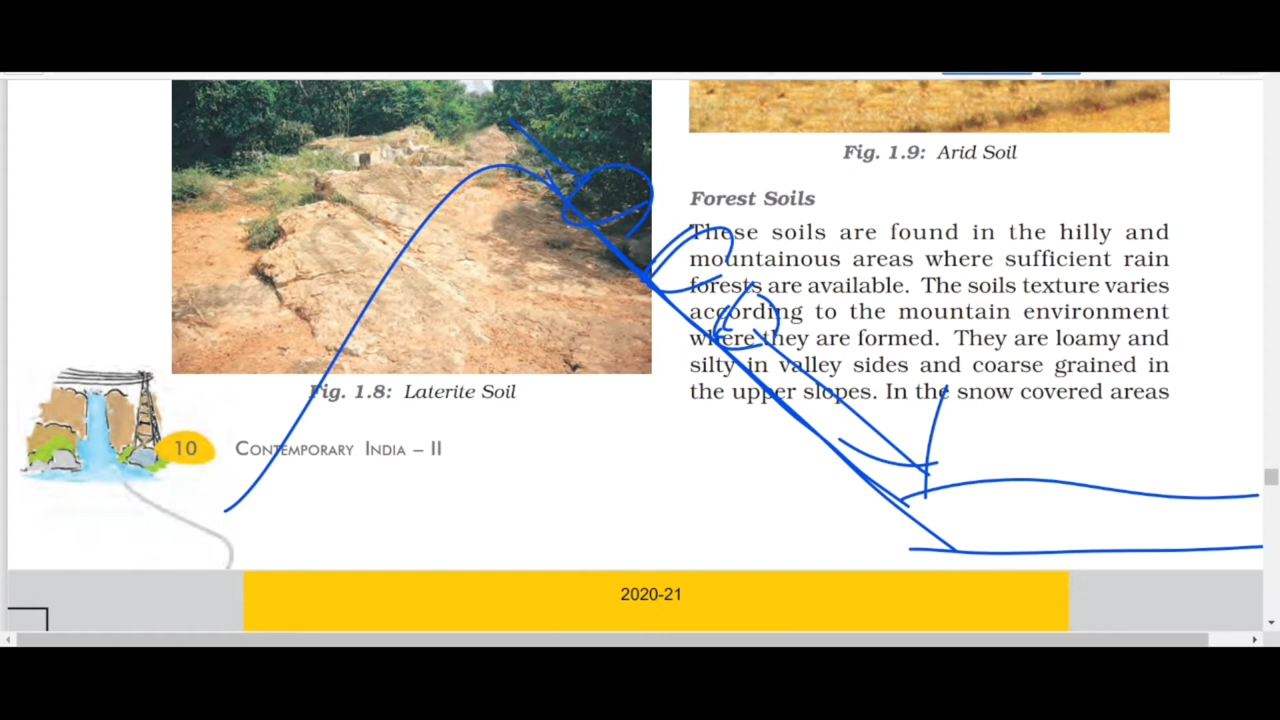 Fig. 1.9: Arid Soil
Forest Soils
These soils are found in the hilly and
mountainous areas where sufficient rain
forests are available. The soils texture varies
according to the mountain environment
where they are formed. They are loamy and
silty in valley sides and coarse grained in
the upper slopes. In the snow covered areas
Fig. 1.8: Laterite Soil
10 CONTEMPORARY INDIA – II
2020-21